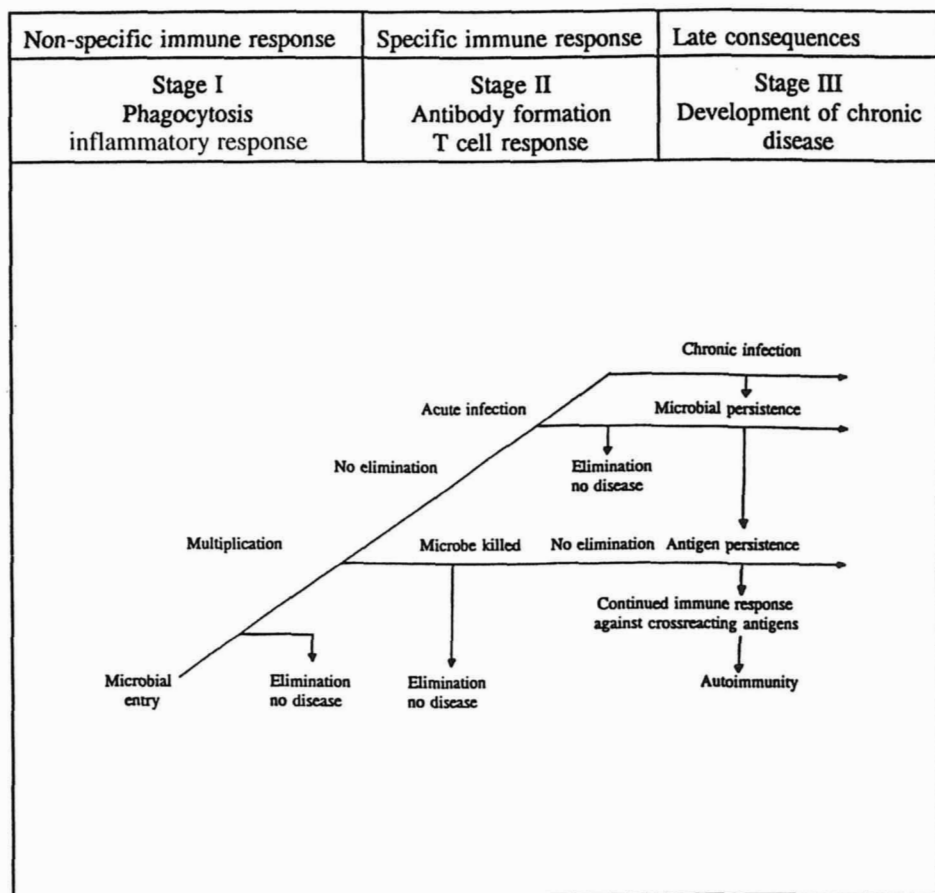 Non-specific immune response
Specific immune response
Late consequences
Stage I
Phagocytosis
inflammatory response
Stage II
Antibody formation
T cell response
Stage III
Development of chronic
disease
Chronic infection
Acute infection
Microbial persistence
No elimination
Elimination
no disease
Multiplication
Microbe killed
No elimination
Antigen persistence
Continued immune response
against crossreacting antigens
Microbial
entry
Elimination
no disease
Elimination
no disease
Autoimmunity